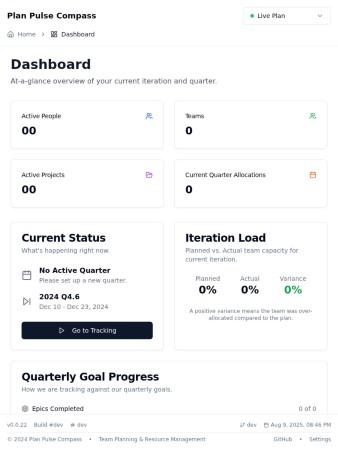 Plan Pulse Compass
Live Plan
Home
Dashboard
Dashboard
At-a-glance overview of your current iteration and quarter.
Active People
00
Teams
0
Active Projects
00
Current Quarter Allocations
0
Current Status
What's happening right now.
No Active Quarter
Please set up a new quarter.
2024 Q4.6
Dec 10 - Dec 23, 2024
Go to Tracking
Iteration Load
Planned vs. Actual team capacity for
current iteration.
Planned Actual Variance
0% 0% 0%
A positive variance means the team was over-
allocated compared to the plan.
Quarterly Goal Progress
How we are tracking against our quarterly goals.
Epics Completed
0 of 0
v0.0.22 Build #dev # dev
dev Aug 9, 2025, 08:46 PM
© 2024 Plan Pulse Compass • Team Planning & Resource Management
GitHub • Settings